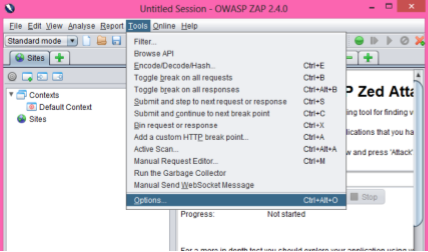 Untitled Session - OWASP ZAP 2.4.0
File Edit View Analyse Report Tools Online Help
Standard mode
Sites
Contexts
Default Context
Sites
Filter...
Browse API
Encode/Decode/Hash... Ctrl+E
Toggle break on all requests Ctrl+B
Toggle break on all responses Ctrl+Alt+B
Submit and step to next request or response Ctrl+S
Submit and continue to next break point Ctrl+C
Bin request or response Ctrl+X
Add a custom HTTP break point... Ctrl+A
Active Scan... Ctrl+Alt+A
Manual Request Editor... Ctrl+M
Run the Garbage Collector
Manual Send WebSocket Message
Options... Ctrl+Alt+O
P Zed Atta
ing tool for finding v
lications that you ha
w and press 'Attack'
Stop
Progress: Not started
For a more in depth test you should explore your application using y